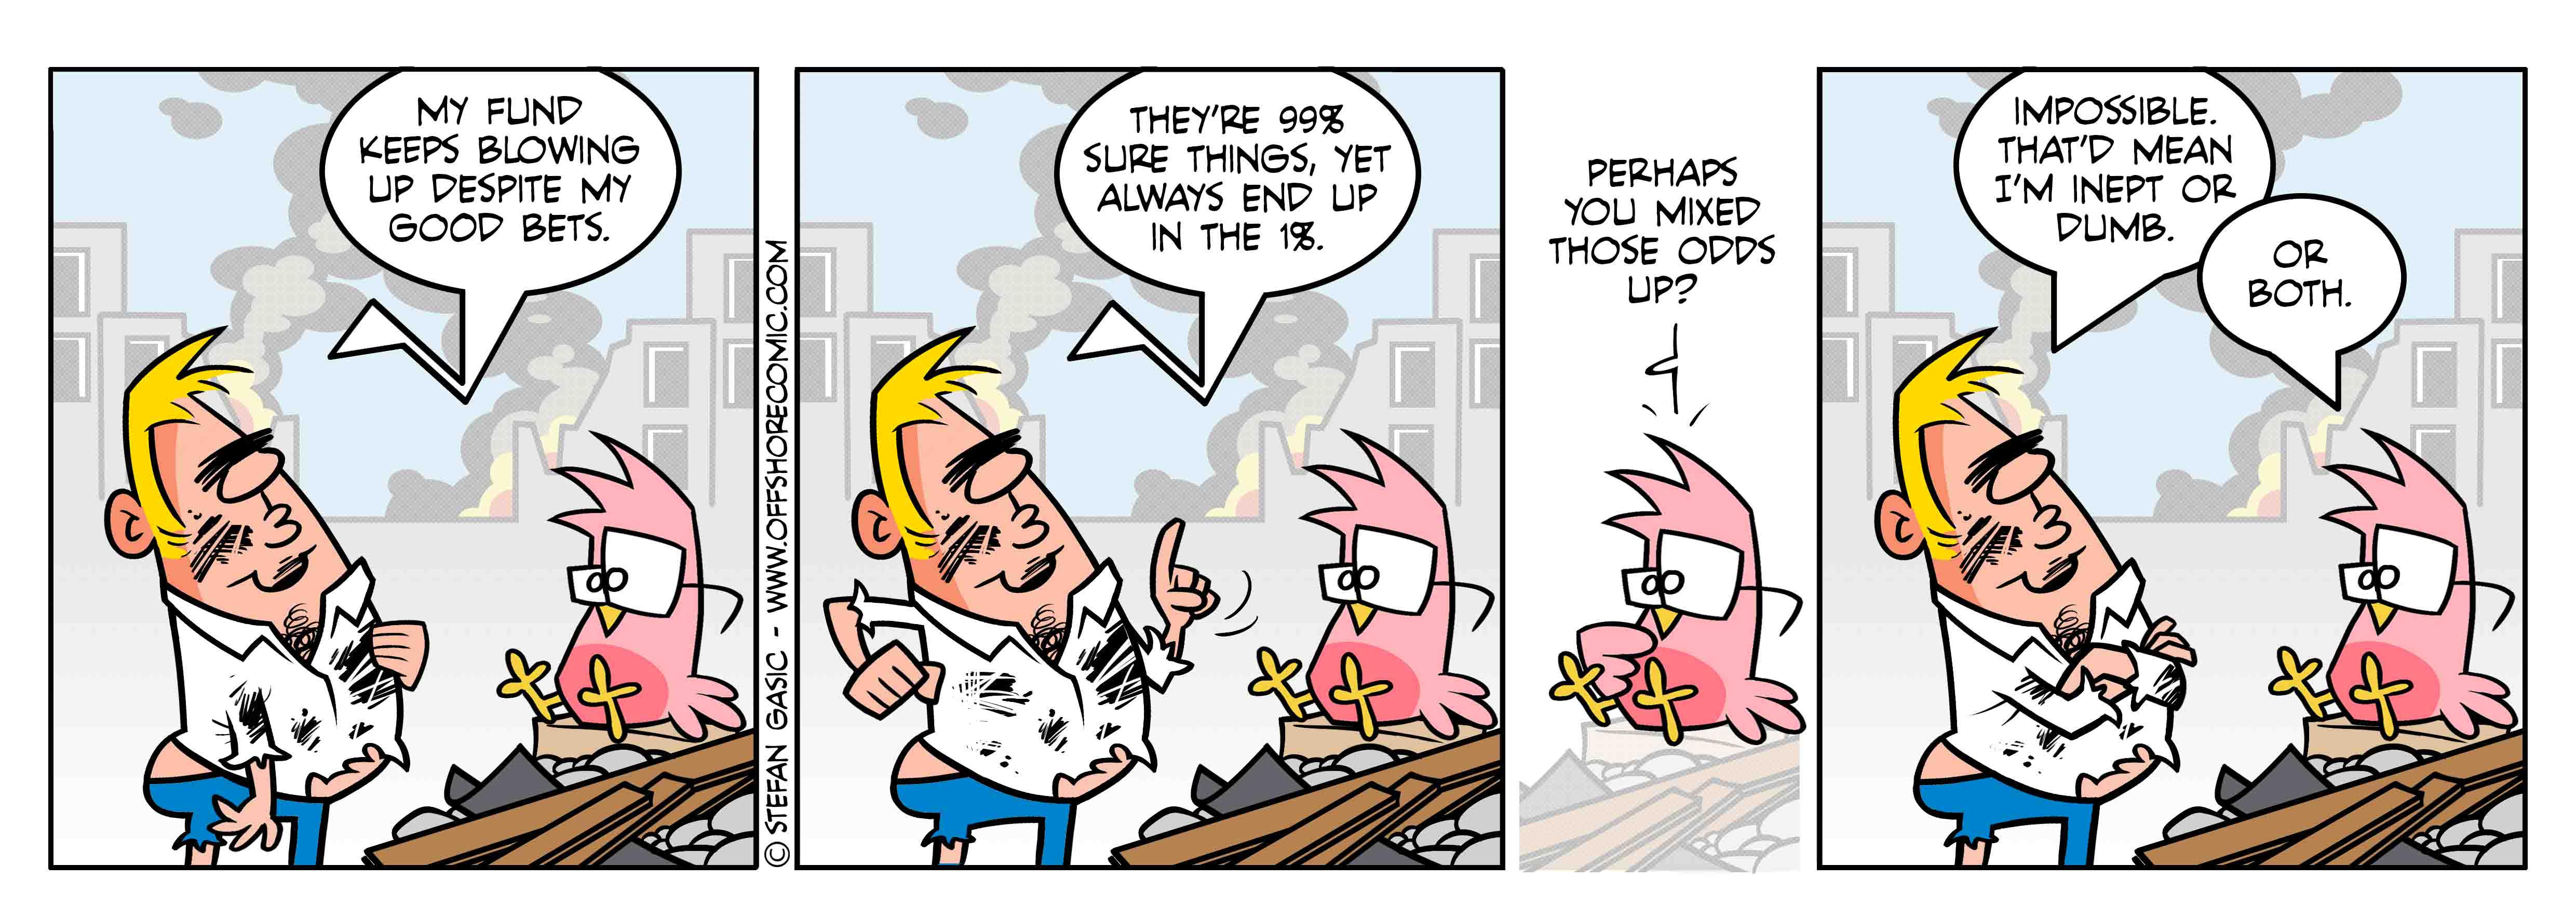 MY FUND
KEEPS BLOWING
UP DESPITE MY
GOOD BETS.
© STEFAN GASIC - WWW.OFFSHORECOMIC.COM
THEY'RE 99%
SURE THINGS, YET
ALWAYS END UP
IN THE 1%.
PERHAPS
YOU MIXED
THOSE ODDS
UP?
IMPOSSIBLE.
THAT'D MEAN
I'M INEPT OR
DUMB.
OR
BOTH.